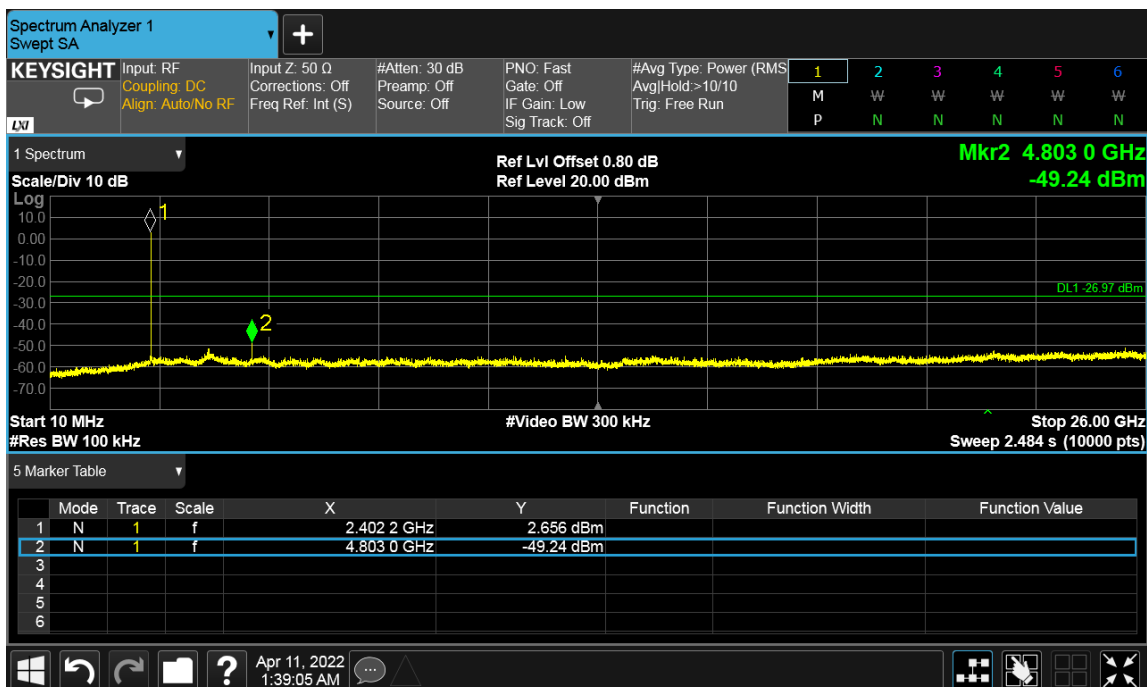 Spectrum Analyzer 1
Swept SA
KEYSIGHT Input: RF Input Z: 50 Ω #Atten: 30 dB PNO: Fast #Avg Type: Power (RMS 1 2 3 4 5 6
Coupling: DC Corrections: Off Preamp: Off Gate: Off Avg|Hold:>10/10 M W W W W W
Align: Auto/No RF Freq Ref: Int (S) Source: Off IF Gain: Low Trig: Free Run
LXI Sig Track: Off P N N N N N
1 Spectrum Ref Lvl Offset 0.80 dB Mkr2 4.803 0 GHz
Scale/Div 10 dB Ref Level 20.00 dBm -49.24 dBm
Log
10.0 1
0.00
-10.0
-20.0
DL1 -26.97 dBm
-30.0
-40.0 2
-50.0
-60.0
-70.0
Start 10 MHz #Video BW 300 kHz Stop 26.00 GHz
#Res BW 100 kHz Sweep 2.484 s (10000 pts)
5 Marker Table
Mode Trace Scale X Y Function Function Width Function Value
1 N 1 f 2.402 2 GHz 2.656 dBm
2 N 1 f 4.803 0 GHz -49.24 dBm
3
4
5
6
? Apr 11, 2022
1:39:05 AM